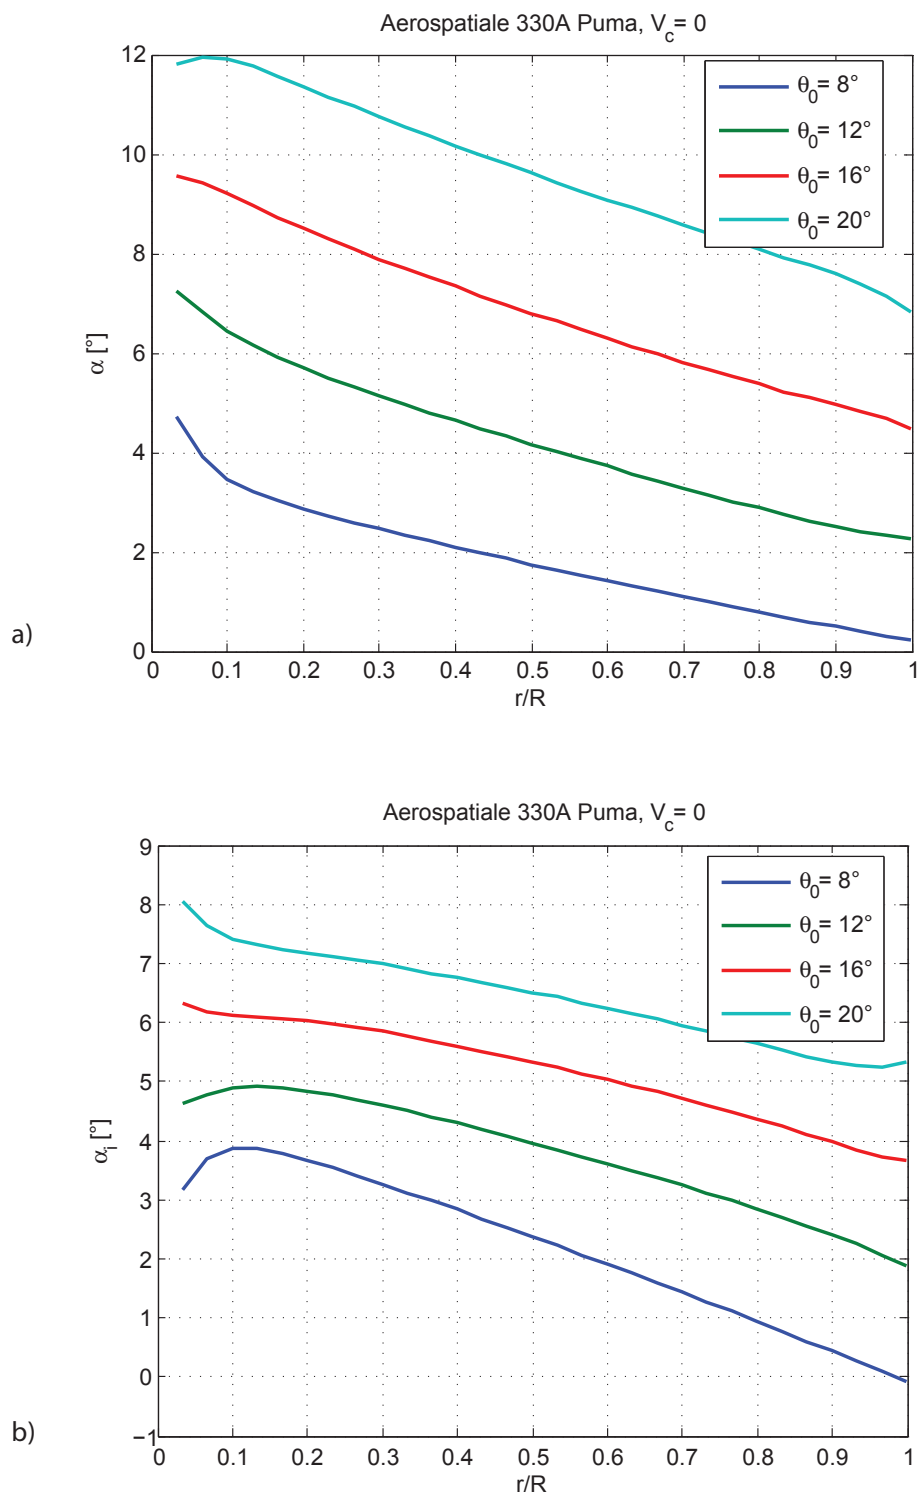 Aerospatiale 330A Puma, V_c= 0
12
10
8
6
4
2
0
α [°]
θ_0= 8°
θ_0= 12°
θ_0= 16°
θ_0= 20°
a)
0 0.1 0.2 0.3 0.4 0.5 0.6 0.7 0.8 0.9 1
r/R
Aerospatiale 330A Puma, V_c= 0
9
8
7
6
5
4
3
2
1
0
−1
α_i [°]
θ_0= 8°
θ_0= 12°
θ_0= 16°
θ_0= 20°
b)
0 0.1 0.2 0.3 0.4 0.5 0.6 0.7 0.8 0.9 1
r/R